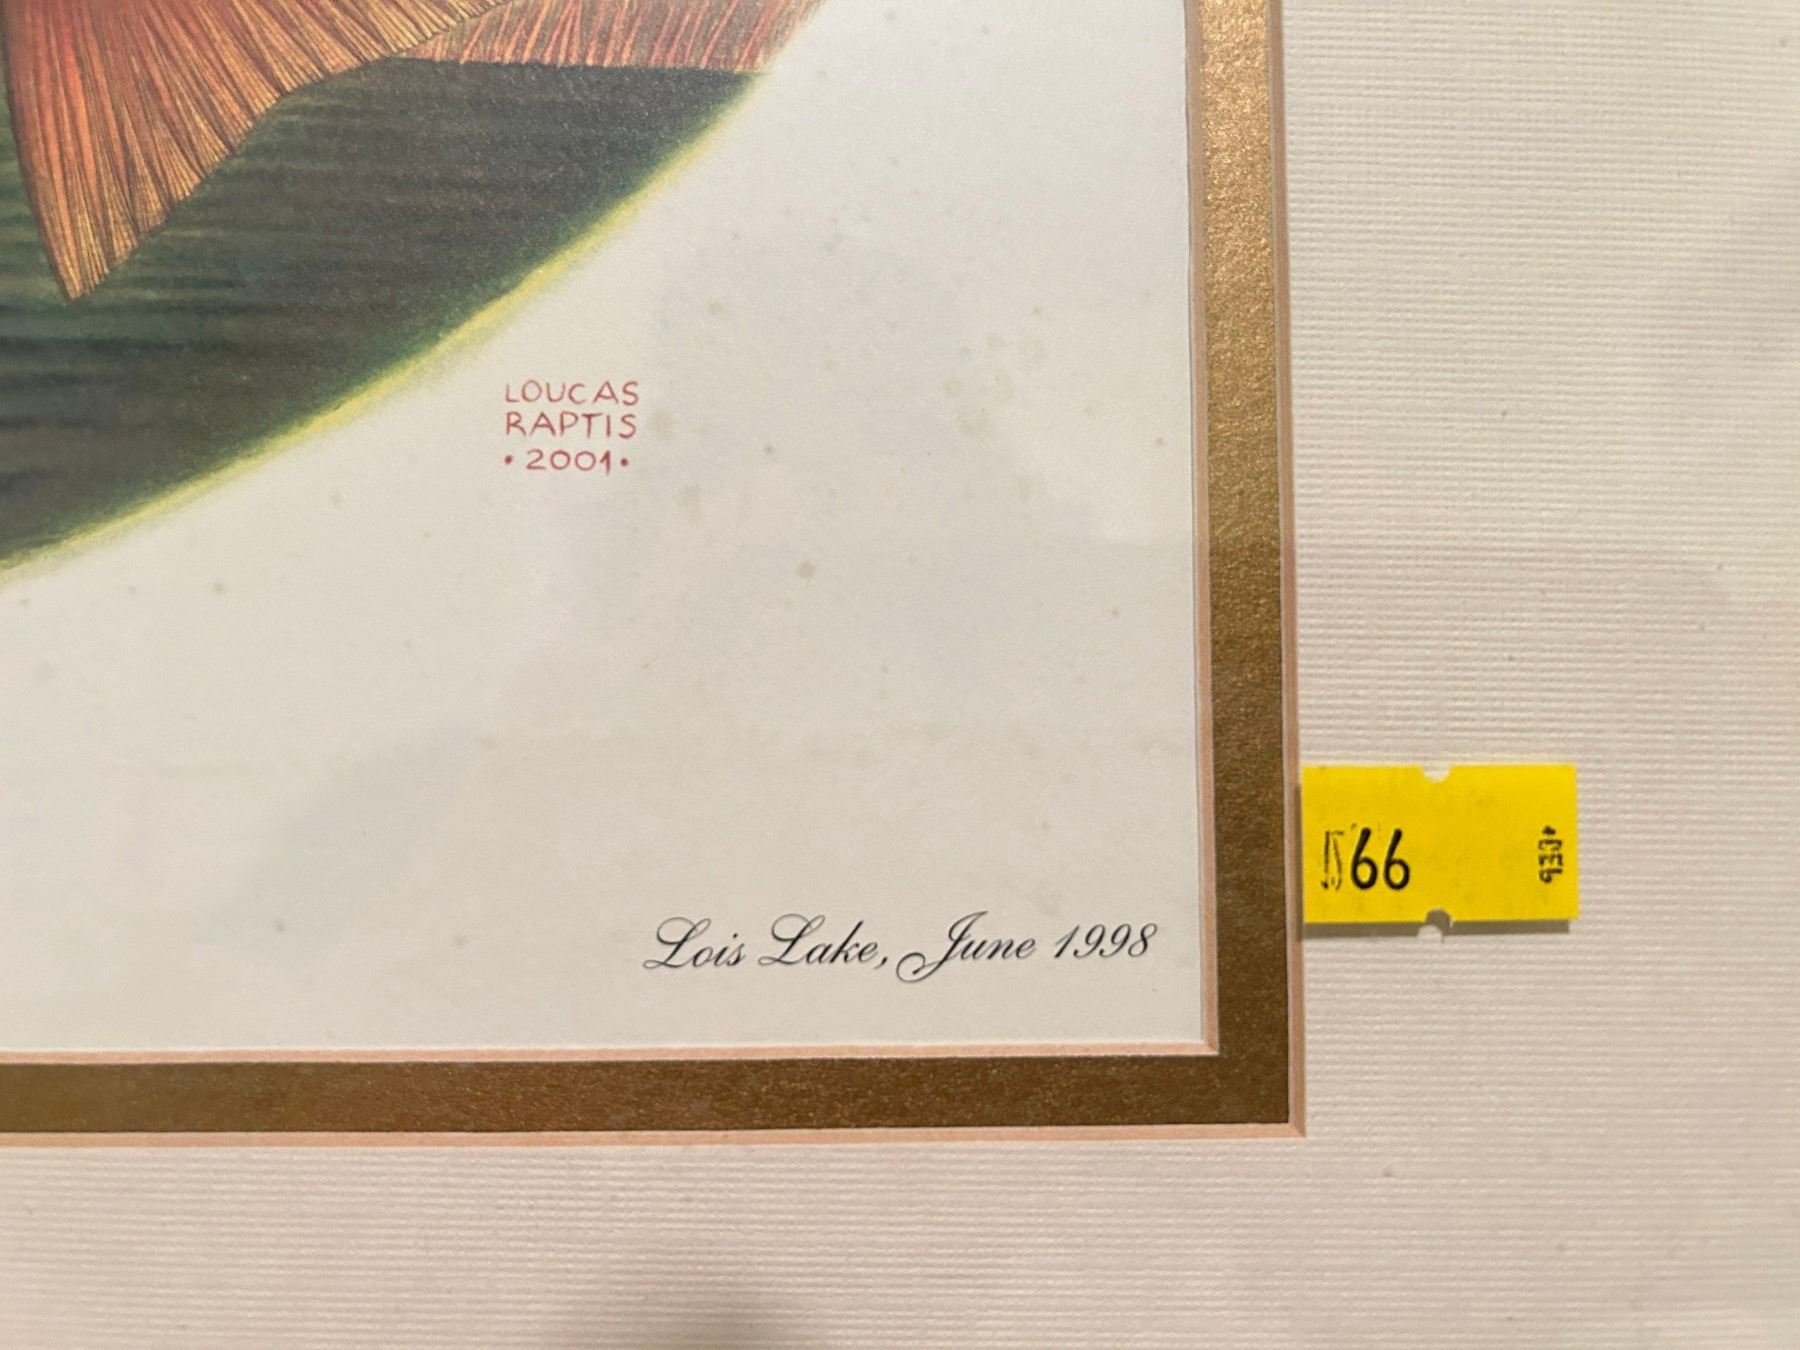 LOUCAS
RAPTIS
• 2001 •
Lois Lake, June 1998
66